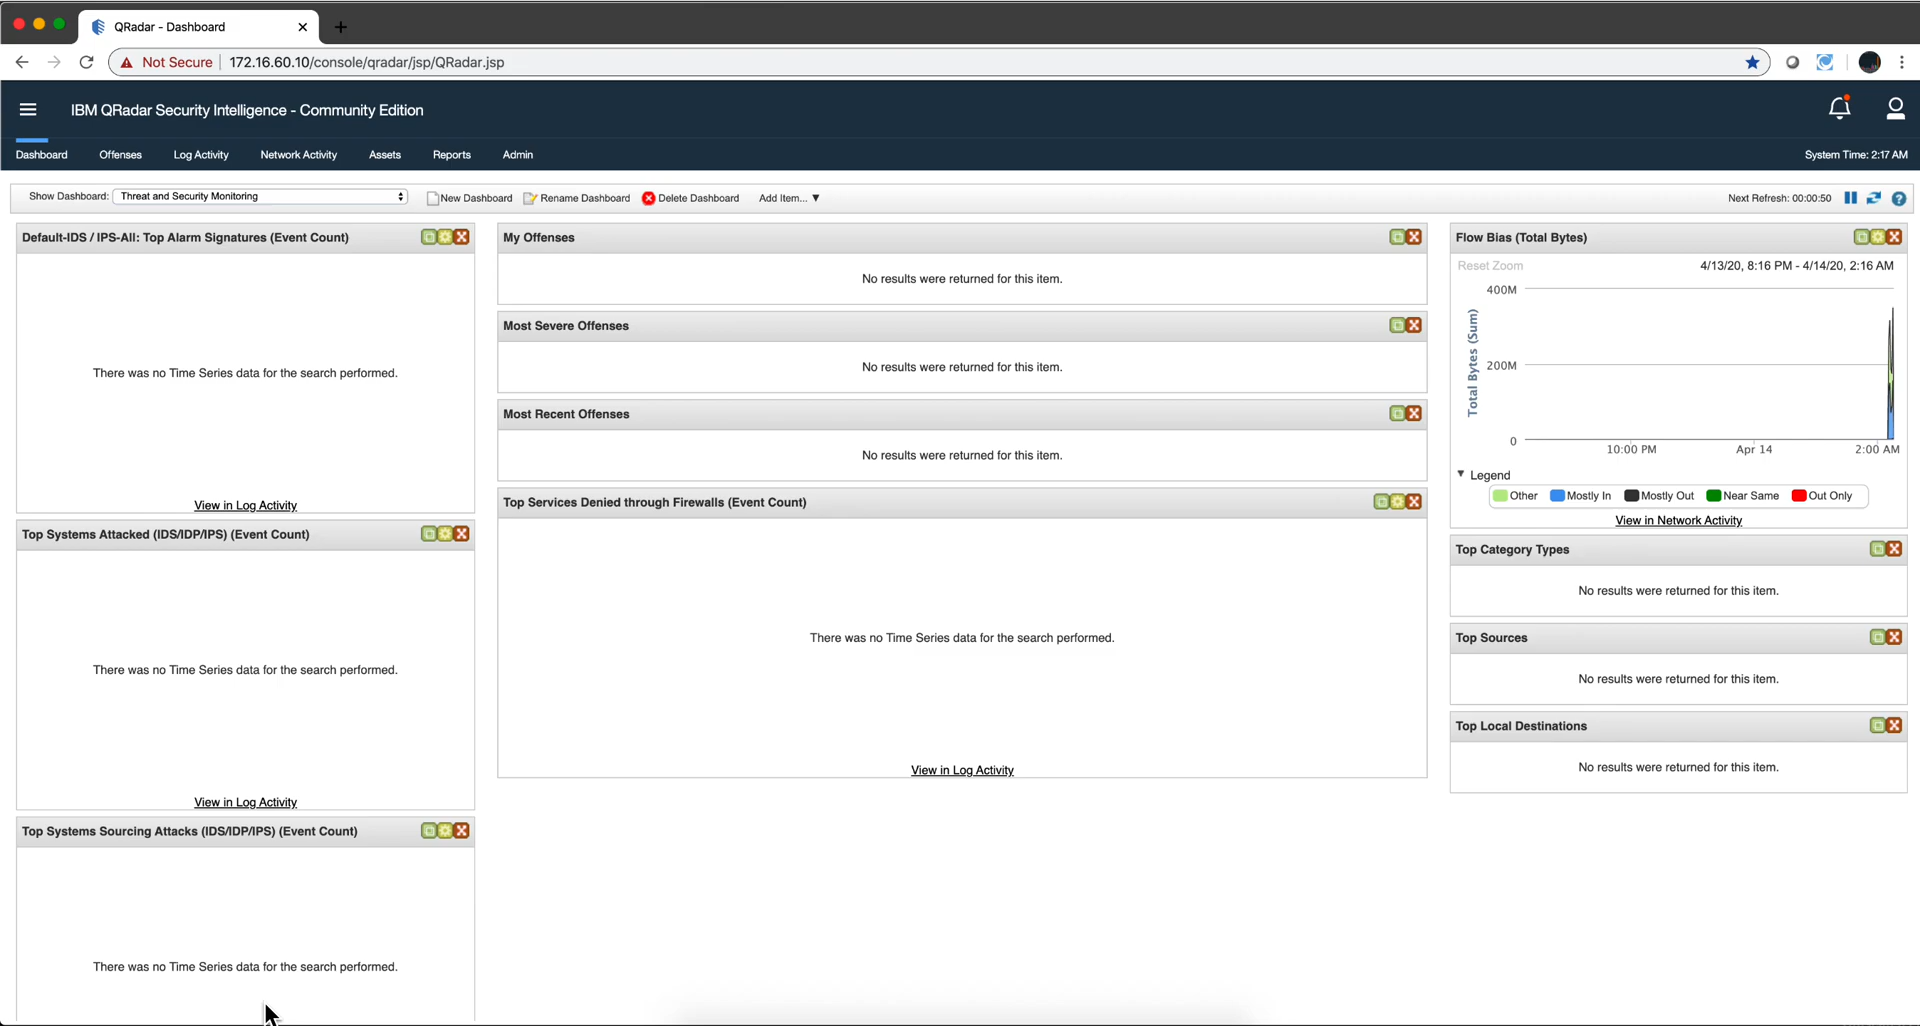 QRadar - Dashboard
Not Secure
172.16.60.10/console/qradar/jsp/QRadar.jsp
IBM QRadar Security Intelligence - Community Edition
Dashboard
Offenses
Log Activity
Network Activity
Assets
Reports
Admin
System Time: 2:17 AM
Show Dashboard:
Threat and Security Monitoring
New Dashboard
Rename Dashboard
Delete Dashboard
Add Item... ▼
Next Refresh: 00:00:50
Default-IDS / IPS-All: Top Alarm Signatures (Event Count)
There was no Time Series data for the search performed.
View in Log Activity
Top Systems Attacked (IDS/IDP/IPS) (Event Count)
There was no Time Series data for the search performed.
View in Log Activity
Top Systems Sourcing Attacks (IDS/IDP/IPS) (Event Count)
There was no Time Series data for the search performed.
My Offenses
No results were returned for this item.
Most Severe Offenses
No results were returned for this item.
Most Recent Offenses
No results were returned for this item.
Top Services Denied through Firewalls (Event Count)
There was no Time Series data for the search performed.
View in Log Activity
Flow Bias (Total Bytes)
Reset Zoom
4/13/20, 8:16 PM - 4/14/20, 2:16 AM
Total Bytes (Sum)
400M
200M
0
10:00 PM
Apr 14
2:00 AM
Legend
Other
Mostly In
Mostly Out
Near Same
Out Only
View in Network Activity
Top Category Types
No results were returned for this item.
Top Sources
No results were returned for this item.
Top Local Destinations
No results were returned for this item.